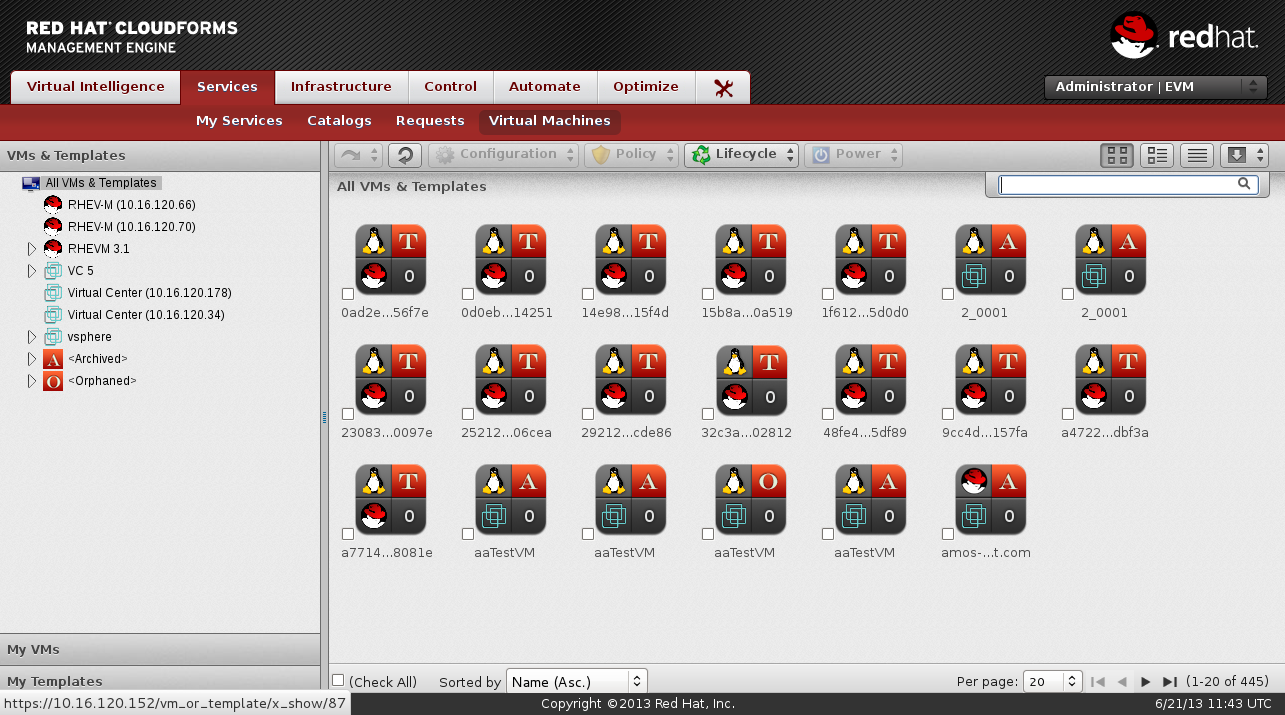 RED HAT CLOUDFORMS
MANAGEMENT ENGINE
redhat.
Virtual Intelligence Services Infrastructure Control Automate Optimize
Administrator | EVM
My Services Catalogs Requests Virtual Machines
VMs & Templates
Configuration Policy Lifecycle Power
All VMs & Templates
RHEV-M (10.16.120.66)
RHEV-M (10.16.120.70)
RHEVM 3.1
VC 5
Virtual Center (10.16.120.178)
Virtual Center (10.16.120.34)
vsphere
A <Archived>
O <Orphaned>
My VMs
My Templates
All VMs & Templates
T T T T T A A
0 0 0 0 0 0 0
0ad2e...56f7e 0d0eb...14251 14e98...15f4d 15b8a...0a519 1f612...5d0d0 2_0001 2_0001
T T T T T T T
0 0 0 0 0 0 0
23083...0097e 25212...06cea 29212...cde86 32c3a...02812 48fe4...5df89 9cc4d...157fa a4722...dbf3a
T A A O A A
0 0 0 0 0 0
a7714...8081e aaTestVM aaTestVM aaTestVM aaTestVM amos-...t.com
(Check All) Sorted by Name (Asc.) Per page: 20 (1-20 of 445)
https://10.16.120.152/vm_or_template/x_show/87
Copyright ©2013 Red Hat, Inc.
6/21/13 11:43 UTC